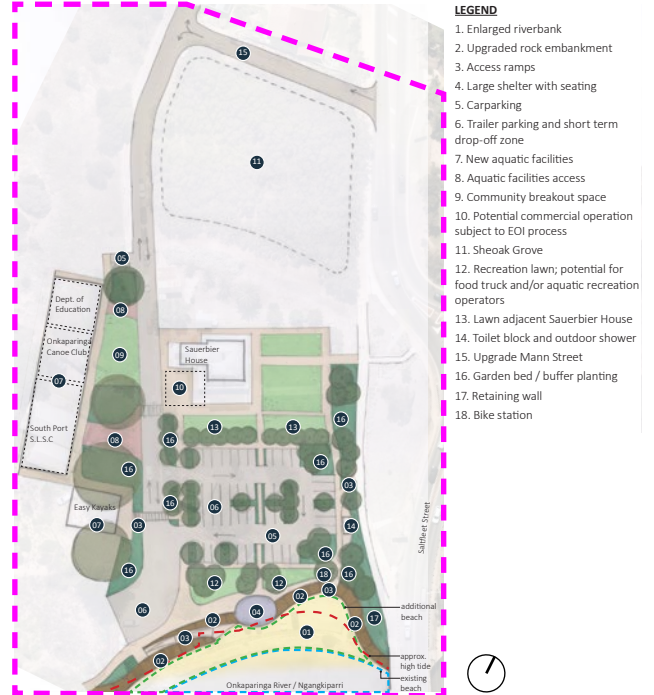 LEGEND
1. Enlarged riverbank
2. Upgraded rock embankment
3. Access ramps
4. Large shelter with seating
5. Carparking
6. Trailer parking and short term
drop-off zone
7. New aquatic facilities
8. Aquatic facilities access
9. Community breakout space
10. Potential commercial operation
subject to EOI process
11. Sheoak Grove
12. Recreation lawn; potential for
food truck and/or aquatic recreation
operators
13. Lawn adjacent Sauerbier House
14. Toilet block and outdoor shower
15. Upgrade Mann Street
16. Garden bed / buffer planting
17. Retaining wall
18. Bike station
15
11
05
Dept. of
Education
08
Onkaparinga
Canoe Club
09
Sauerbier
House
07
10
South Port
S.L.S.C
13
13
16
16
08
16
16
16
03
Easy Kayaks
16
06
07
03
05
14
Saltfleet Street
16
16
18
16
12
12
03
02
06
04
02
additional
beach
17
02
01
03
02
approx.
high tide
existing
beach
Onkaparinga River / Ngangkiparri